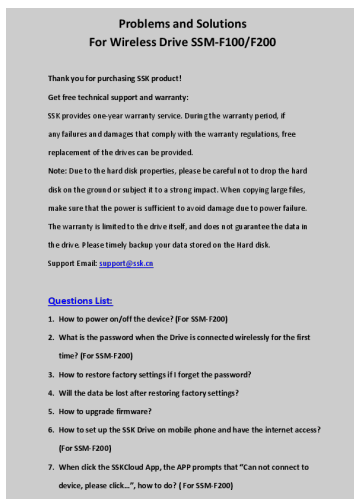 Problems and Solutions
For Wireless Drive SSM-F100/F200
Thank you for purchasing SSK product!
Get free technical support and warranty:
SSK provides one-year warranty service. During the warranty period, if
any failures and damages that comply with the warranty regulations, free
replacement of the drives can be provided.
Note: Due to the hard disk properties, please be careful not to drop the hard
disk on the ground or subject it to a strong impact. When copying large files,
make sure that the power is sufficient to avoid damage due to power failure.
The warranty is limited to the drive itself, and does not guarantee the data in
the drive. Please timely backup your data stored on the Hard disk.
Support Email: support@ssk.cn
Questions List:
1. How to power on/off the device? (For SSM-F200)
2. What is the password when the Drive is connected wirelessly for the first
time? (For SSM-F200)
3. How to restore factory settings if I forget the password?
4. Will the data be lost after restoring factory settings?
5. How to upgrade firmware?
6. How to set up the SSK Drive on mobile phone and have the internet access?
(For SSM-F200)
7. When click the SSKCloud App, the APP prompts that “Can not connect to
device, please click…”, how to do? ( For SSM-F200)